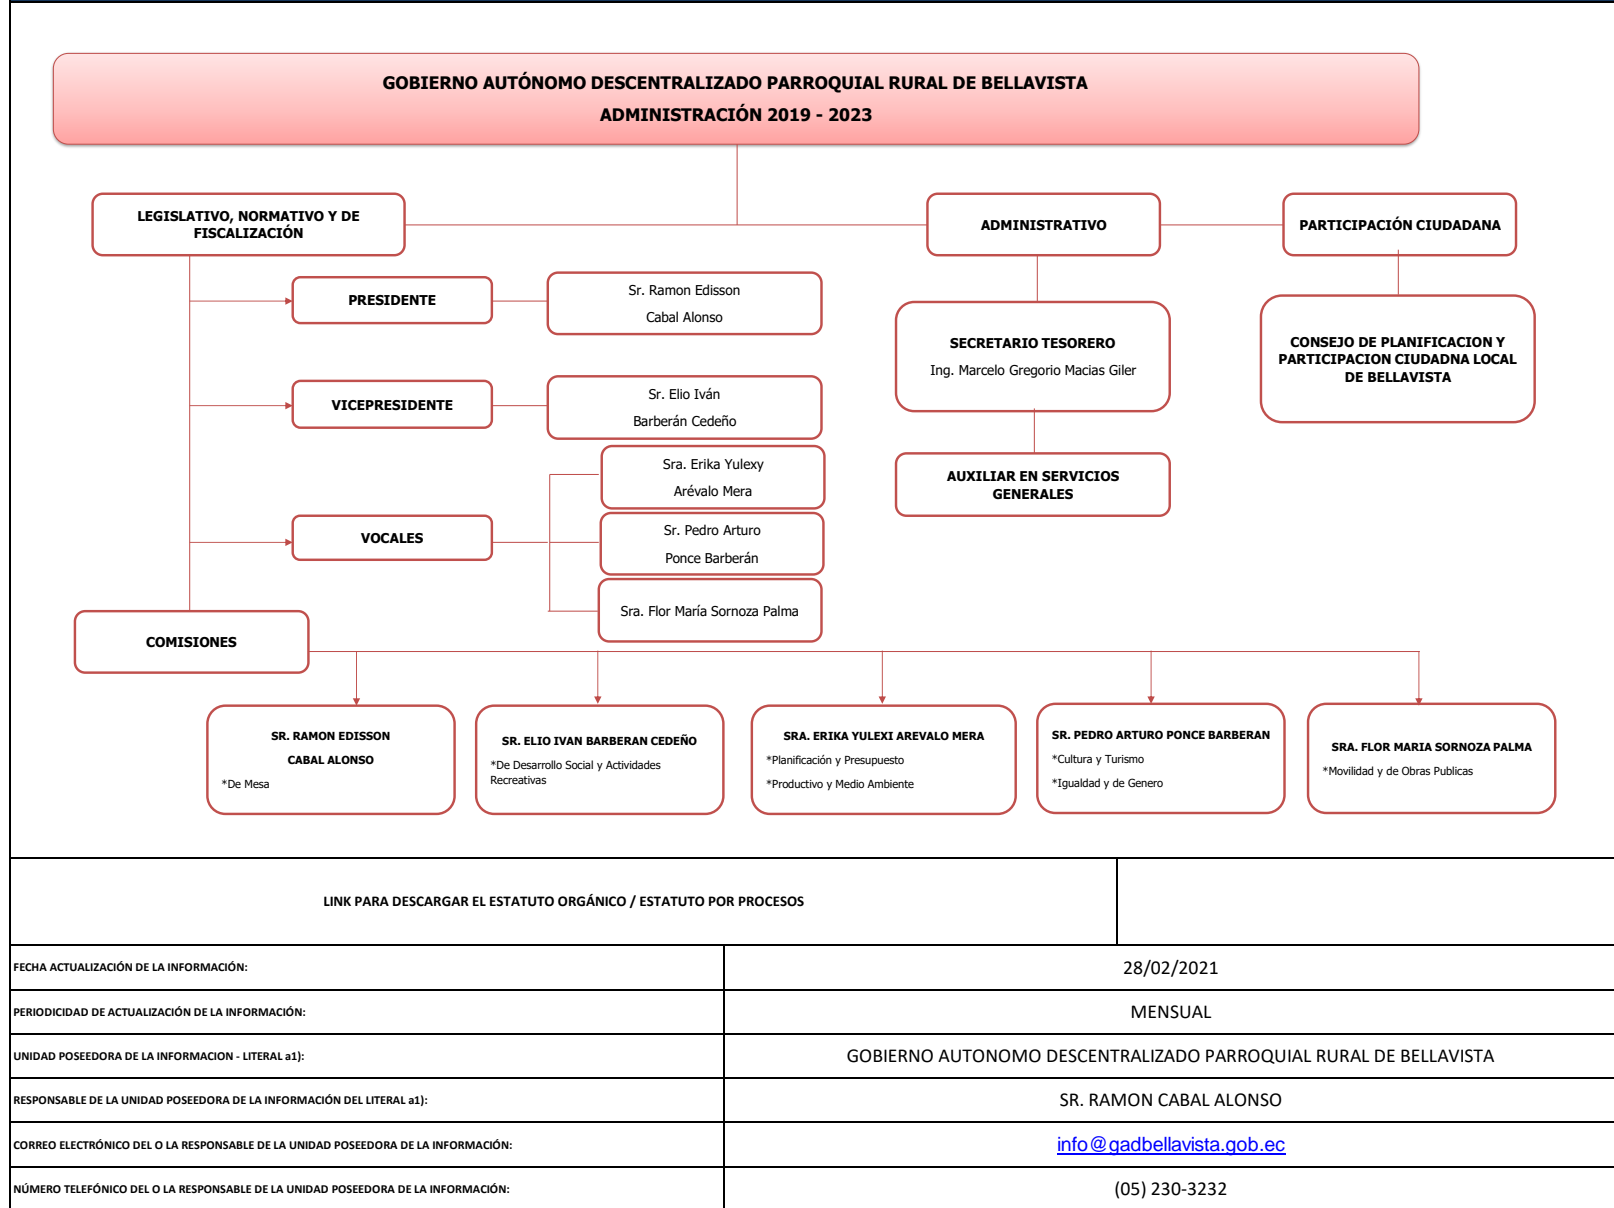 GOBIERNO AUTÓNOMO DESCENTRALIZADO PARROQUIAL RURAL DE BELLAVISTA
ADMINISTRACIÓN 2019 - 2023
LEGISLATIVO, NORMATIVO Y DE
FISCALIZACIÓN
ADMINISTRATIVO
PARTICIPACIÓN CIUDADANA
PRESIDENTE
Sr. Ramon Edisson
Cabal Alonso
SECRETARIO TESORERO
Ing. Marcelo Gregorio Macias Giler
CONSEJO DE PLANIFICACION Y
PARTICIPACION CIUDADNA LOCAL
DE BELLAVISTA
VICEPRESIDENTE
Sr. Elio Iván
Barberán Cedeño
AUXILIAR EN SERVICIOS
GENERALES
VOCALES
Sra. Erika Yulexy
Arévalo Mera
Sr. Pedro Arturo
Ponce Barberán
Sra. Flor María Sornoza Palma
COMISIONES
SR. RAMON EDISSON
CABAL ALONSO
*De Mesa
SR. ELIO IVAN BARBERAN CEDEÑO
*De Desarrollo Social y Actividades
Recreativas
SRA. ERIKA YULEXI AREVALO MERA
*Planificación y Presupuesto
*Productivo y Medio Ambiente
SR. PEDRO ARTURO PONCE BARBERAN
*Cultura y Turismo
*Igualdad y de Genero
SRA. FLOR MARIA SORNOZA PALMA
*Movilidad y de Obras Publicas
LINK PARA DESCARGAR EL ESTATUTO ORGÁNICO / ESTATUTO POR PROCESOS
FECHA ACTUALIZACIÓN DE LA INFORMACIÓN:
28/02/2021
PERIODICIDAD DE ACTUALIZACIÓN DE LA INFORMACIÓN:
MENSUAL
UNIDAD POSEEDORA DE LA INFORMACION - LITERAL a1):
GOBIERNO AUTONOMO DESCENTRALIZADO PARROQUIAL RURAL DE BELLAVISTA
RESPONSABLE DE LA UNIDAD POSEEDORA DE LA INFORMACIÓN DEL LITERAL a1):
SR. RAMON CABAL ALONSO
CORREO ELECTRÓNICO DEL O LA RESPONSABLE DE LA UNIDAD POSEEDORA DE LA INFORMACIÓN:
info@gadbellavista.gob.ec
NÚMERO TELEFÓNICO DEL O LA RESPONSABLE DE LA UNIDAD POSEEDORA DE LA INFORMACIÓN:
(05) 230-3232